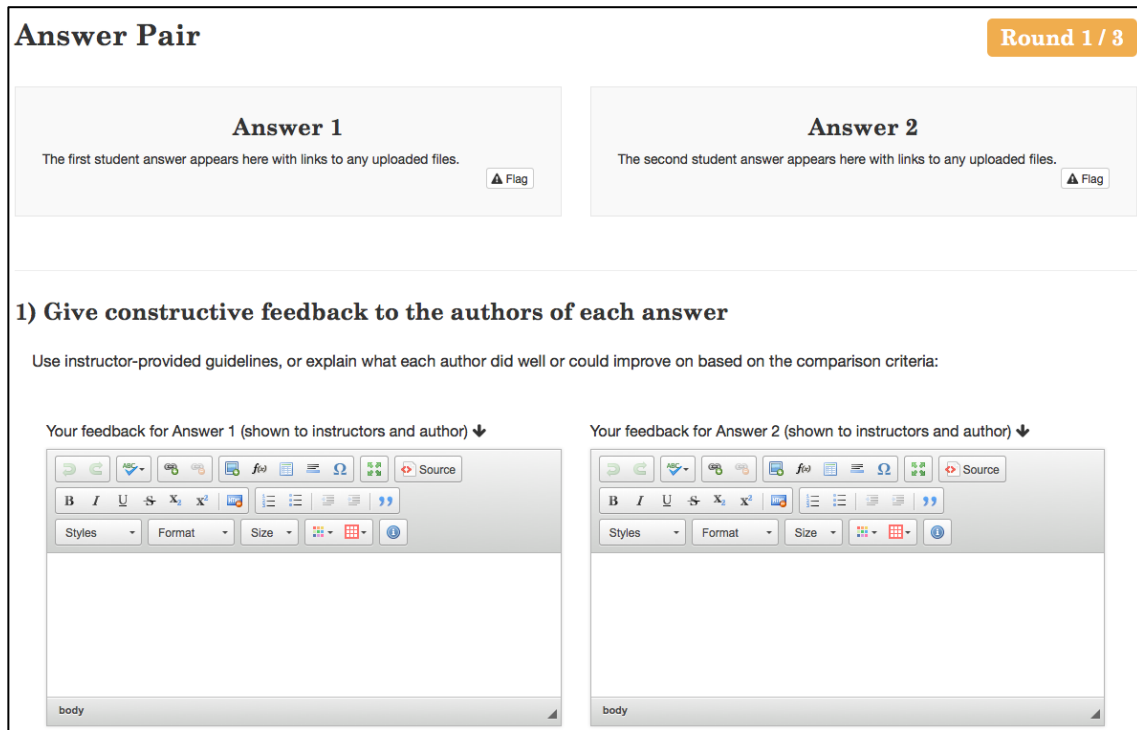 Answer Pair
Round 1 / 3
Answer 1
The first student answer appears here with links to any uploaded files.
Flag
Answer 2
The second student answer appears here with links to any uploaded files.
Flag
1) Give constructive feedback to the authors of each answer
Use instructor-provided guidelines, or explain what each author did well or could improve on based on the comparison criteria:
Your feedback for Answer 1 (shown to instructors and author)
ABC
f(x)
Ω
Source
B I U S X₂ X²
Styles Format Size
body
Your feedback for Answer 2 (shown to instructors and author)
ABC
f(x)
Ω
Source
B I U S X₂ X²
Styles Format Size
body